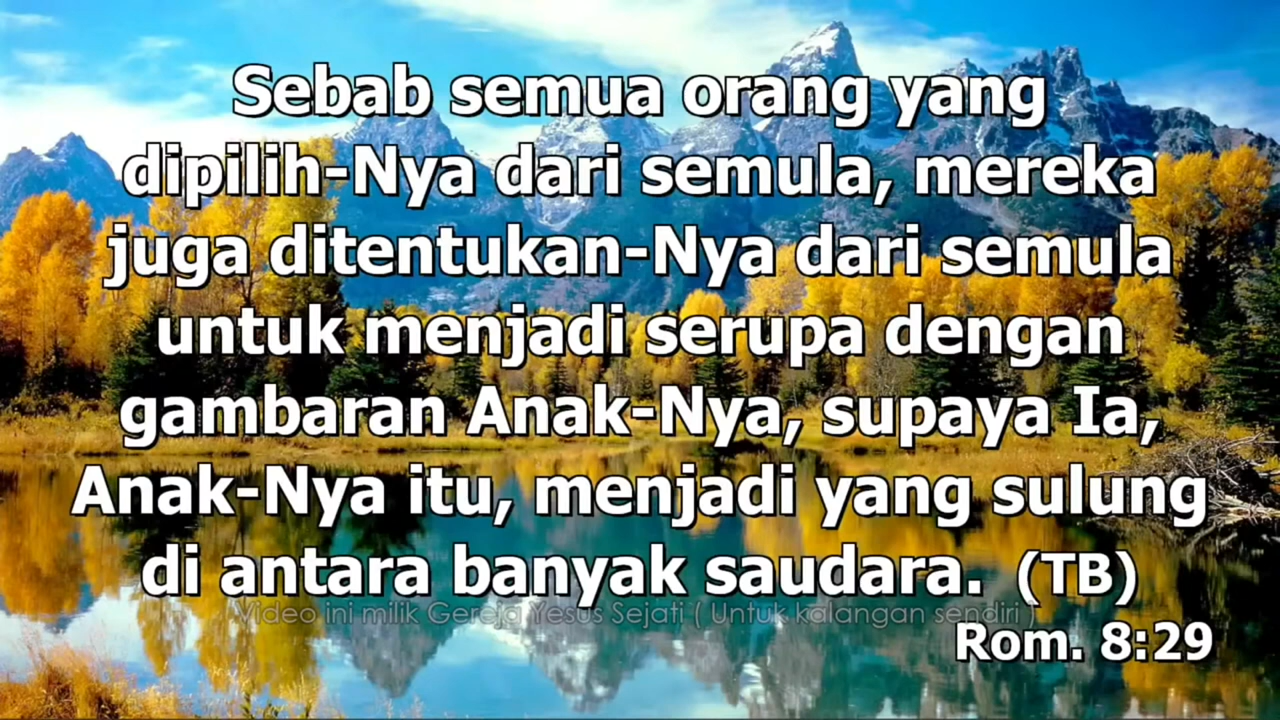 Sebab semua orang yang
dipilih-Nya dari semula, mereka
juga ditentukan-Nya dari semula
untuk menjadi serupa dengan
gambaran Anak-Nya, supaya Ia,
Anak-Nya itu, menjadi yang sulung
di antara banyak saudara. (TB)
Video ini milik Gereja Yesus Sejati ( Untuk kalangan sendiri )
Rom. 8:29